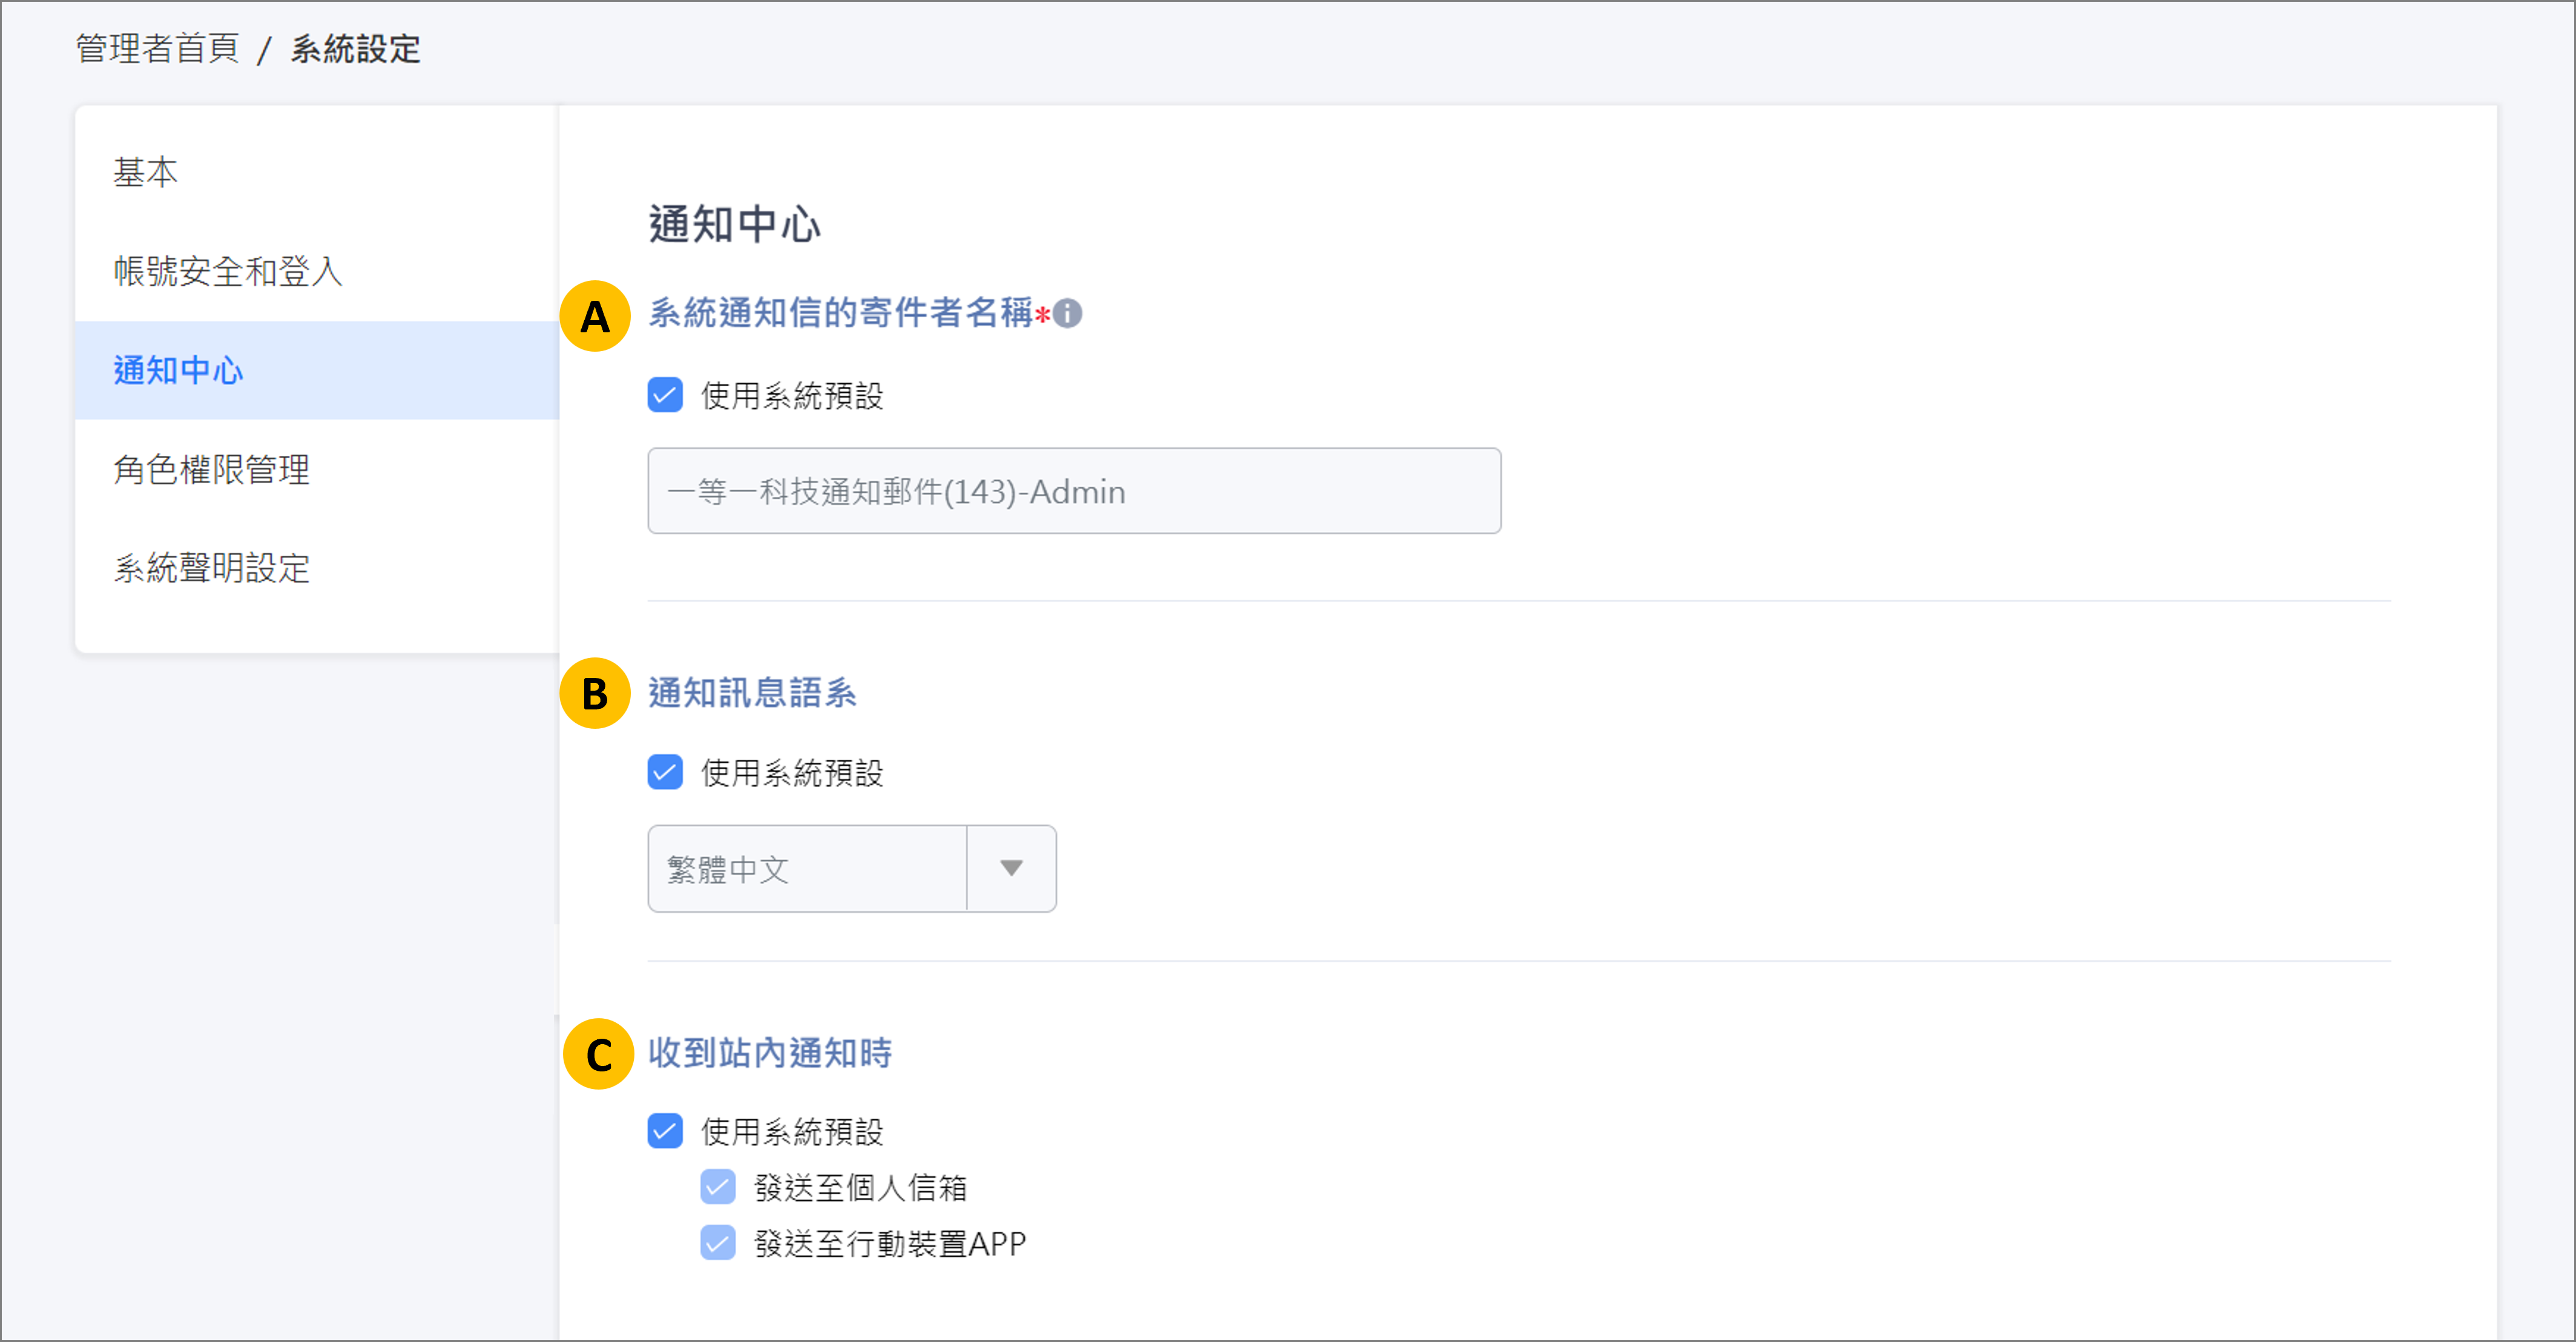 管理者首頁 / 系統設定
基本
帳號安全和登入
通知中心
角色權限管理
系統聲明設定
通知中心
A 系統通知信的寄件者名稱*
使用系統預設
一等一科技通知郵件(143)-Admin
B 通知訊息語系
使用系統預設
繁體中文
C 收到站內通知時
使用系統預設
發送至個人信箱
發送至行動裝置APP